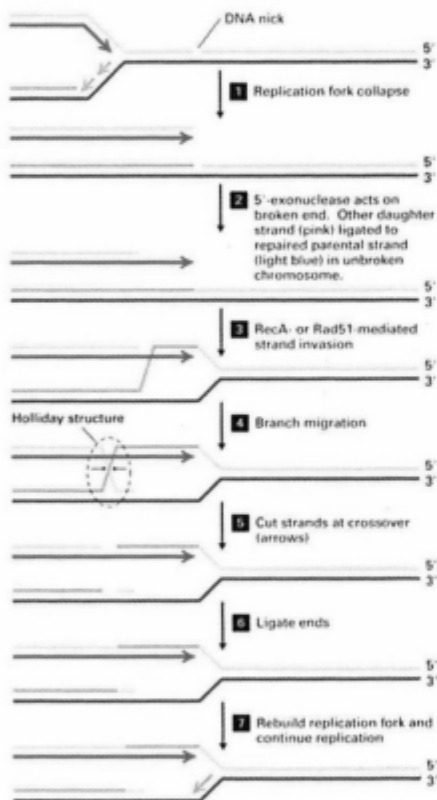 DNA nick
5'
3'
1 Replication fork collapse
5'
3'
2 5'-exonuclease acts on
broken end. Other daughter
strand (pink) ligated to
repaired parental strand
(light blue) in unbroken
chromosome.
5'
3'
3 RecA- or Rad51-mediated
strand invasion
5'
3'
Holliday structure
4 Branch migration
5'
3'
5 Cut strands at crossover
(arrows)
5'
3'
6 Ligate ends
5'
3'
7 Rebuild replication fork and
continue replication
5'
3'